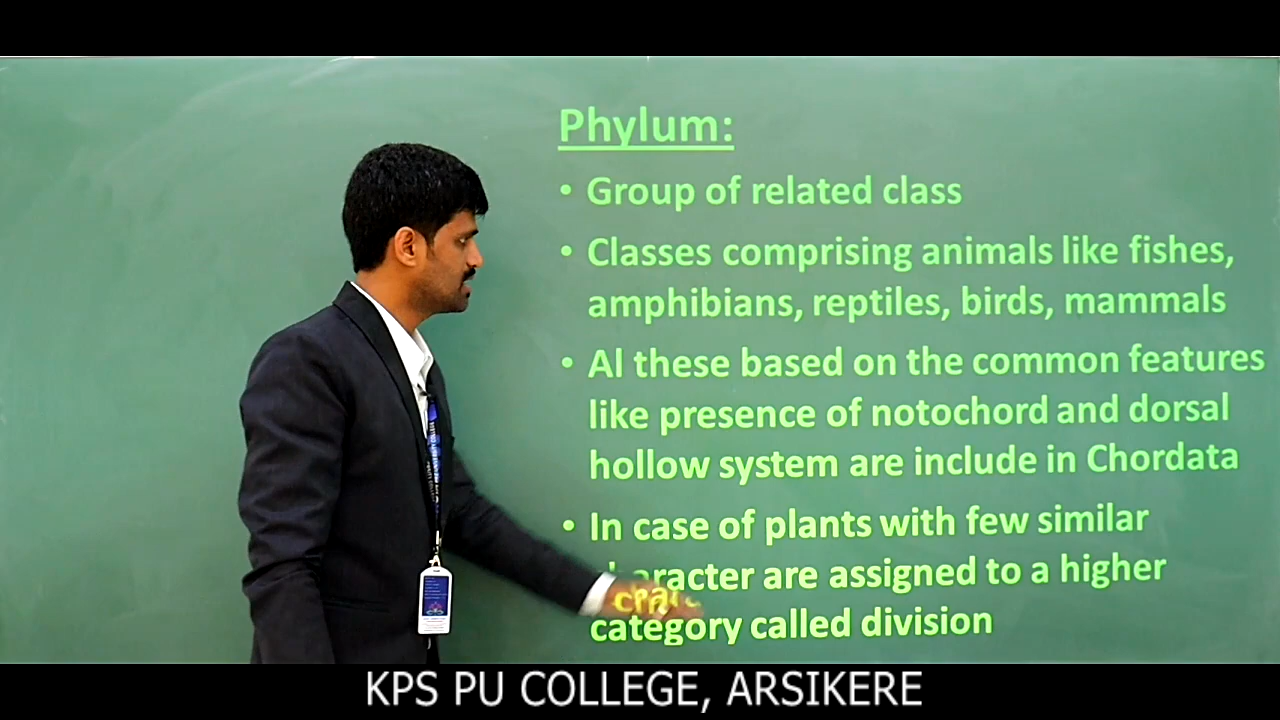 Phylum:
• Group of related class
• Classes comprising animals like fishes,
amphibians, reptiles, birds, mammals
• Al these based on the common features
like presence of notochord and dorsal
hollow system are include in Chordata
• In case of plants with few similar
character are assigned to a higher
category called division
KPS PU COLLEGE, ARSIKERE